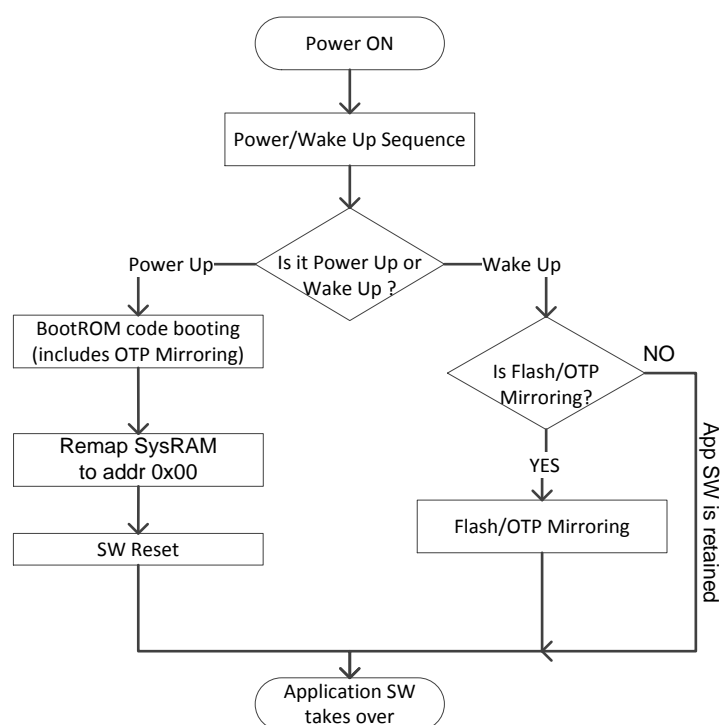 Power ON
Power/Wake Up Sequence
Is it Power Up or
Wake Up ?
Power Up
Wake Up
BootROM code booting
(includes OTP Mirroring)
Is Flash/OTP
Mirroring?
NO
Remap SysRAM
to addr 0x00
YES
App SW is retained
SW Reset
Flash/OTP Mirroring
Application SW
takes over